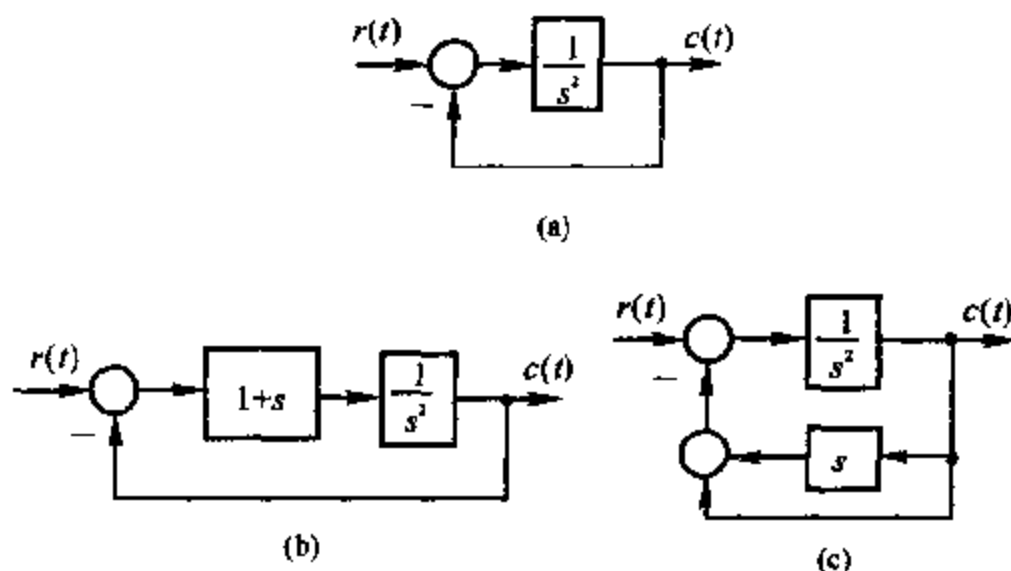 r(t)
1/s²
c(t)
−
(a)
r(t)
1+s
1/s²
c(t)
−
(b)
r(t)
1/s²
c(t)
−
s
(c)